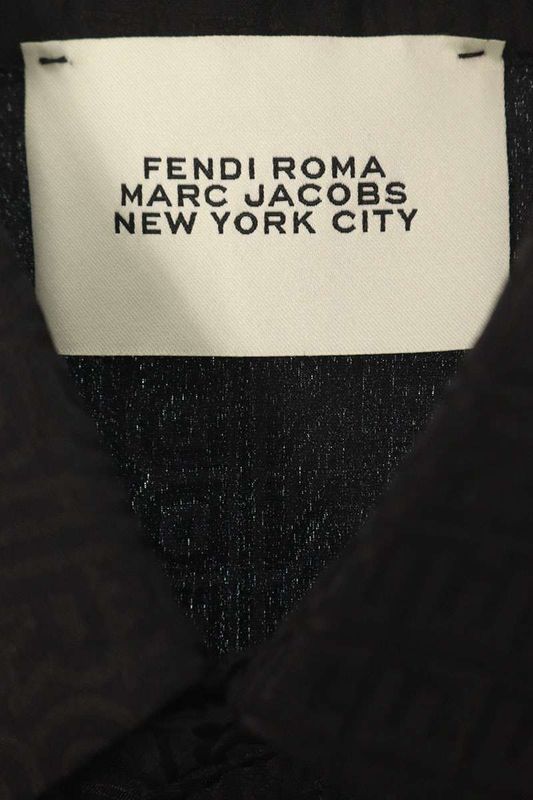 FENDI ROMA
MARC JACOBS
NEW YORK CITY